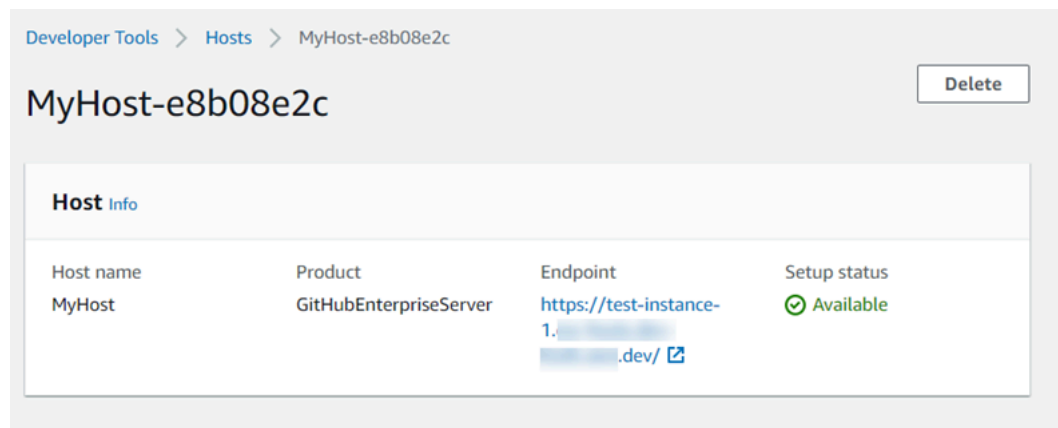 Developer Tools > Hosts > MyHost-e8b08e2c
MyHost-e8b08e2c
Delete
Host Info
Host name Product Endpoint Setup status
MyHost GitHubEnterpriseServer https://test-instance- Available
1.
.dev/